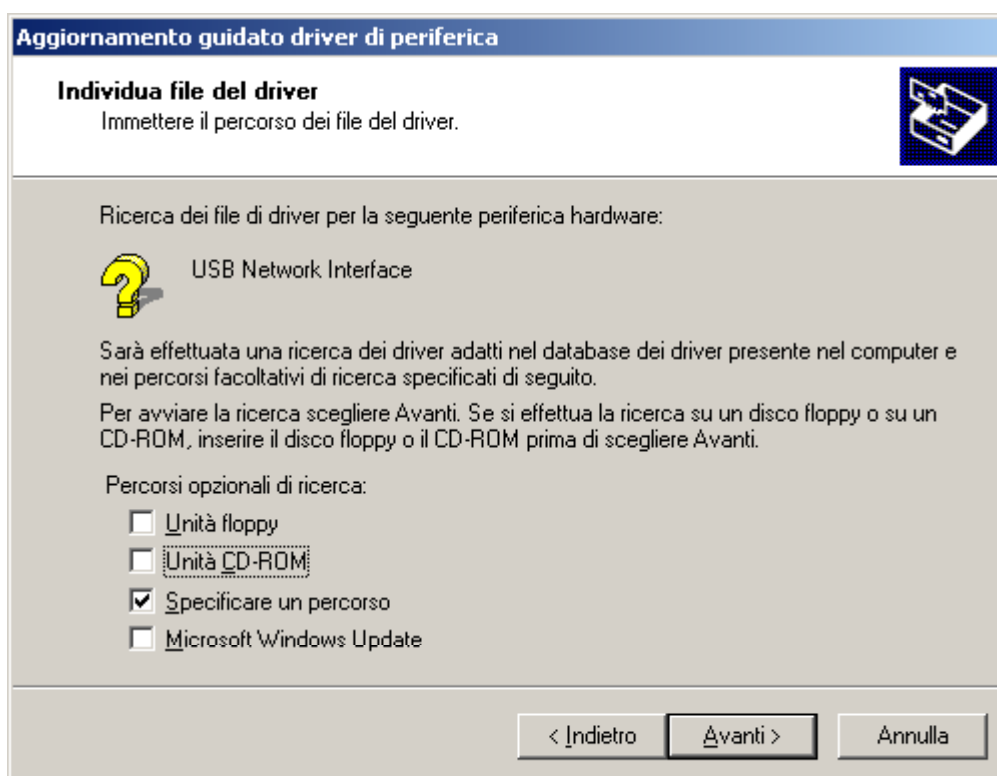 Aggiornamento guidato driver di periferica
Individua file del driver
Immettere il percorso dei file del driver.
Ricerca dei file di driver per la seguente periferica hardware:
USB Network Interface
Sarà effettuata una ricerca dei driver adatti nel database dei driver presente nel computer e
nei percorsi facoltativi di ricerca specificati di seguito.
Per avviare la ricerca scegliere Avanti. Se si effettua la ricerca su un disco floppy o su un
CD-ROM, inserire il disco floppy o il CD-ROM prima di scegliere Avanti.
Percorsi opzionali di ricerca:
Unità floppy
Unità CD-ROM
Specificare un percorso
Microsoft Windows Update
< Indietro
Avanti >
Annulla